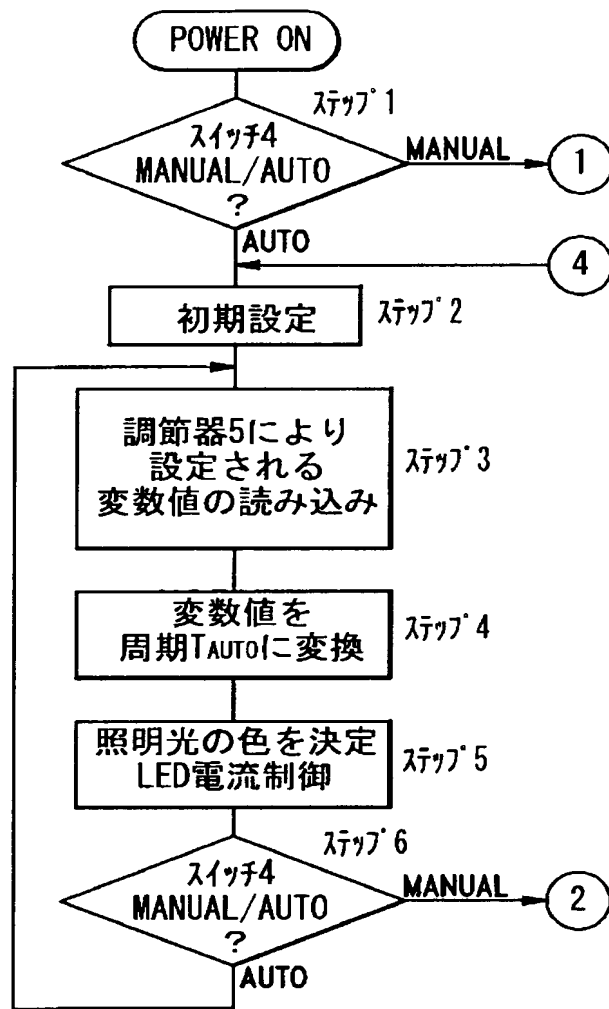 POWER ON
ｽﾃｯﾌﾟ1
ｽｲｯﾁ4
MANUAL/AUTO
?
MANUAL
1
AUTO
4
初期設定
ｽﾃｯﾌﾟ2
調節器5により
設定される
変数値の読み込み
ｽﾃｯﾌﾟ3
変数値を
周期TAUTOに変換
ｽﾃｯﾌﾟ4
照明光の色を決定
LED電流制御
ｽﾃｯﾌﾟ5
ｽﾃｯﾌﾟ6
ｽｲｯﾁ4
MANUAL/AUTO
?
MANUAL
2
AUTO